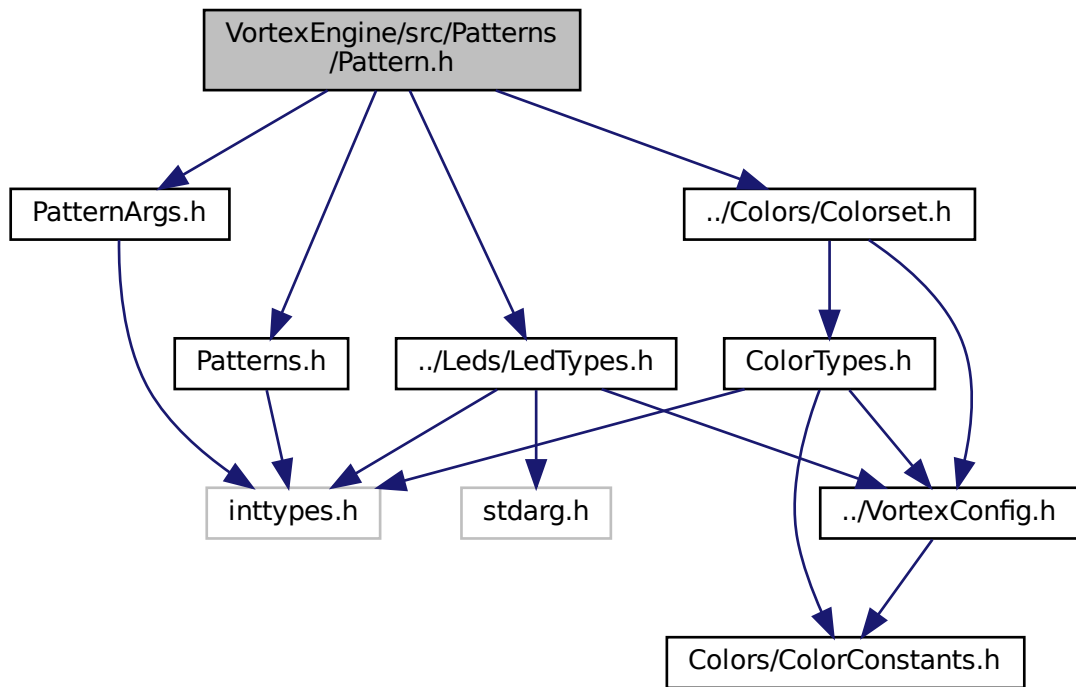 VortexEngine/src/Patterns
/Pattern.h
PatternArgs.h
../Colors/Colorset.h
Patterns.h
../Leds/LedTypes.h
ColorTypes.h
inttypes.h
stdarg.h
../VortexConfig.h
Colors/ColorConstants.h